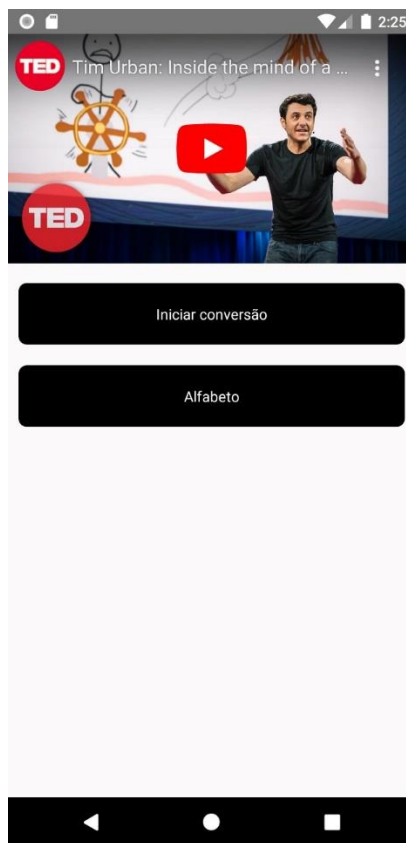 2:25
TED Tim Urban: Inside the mind of a ...
TED
Iniciar conversão
Alfabeto